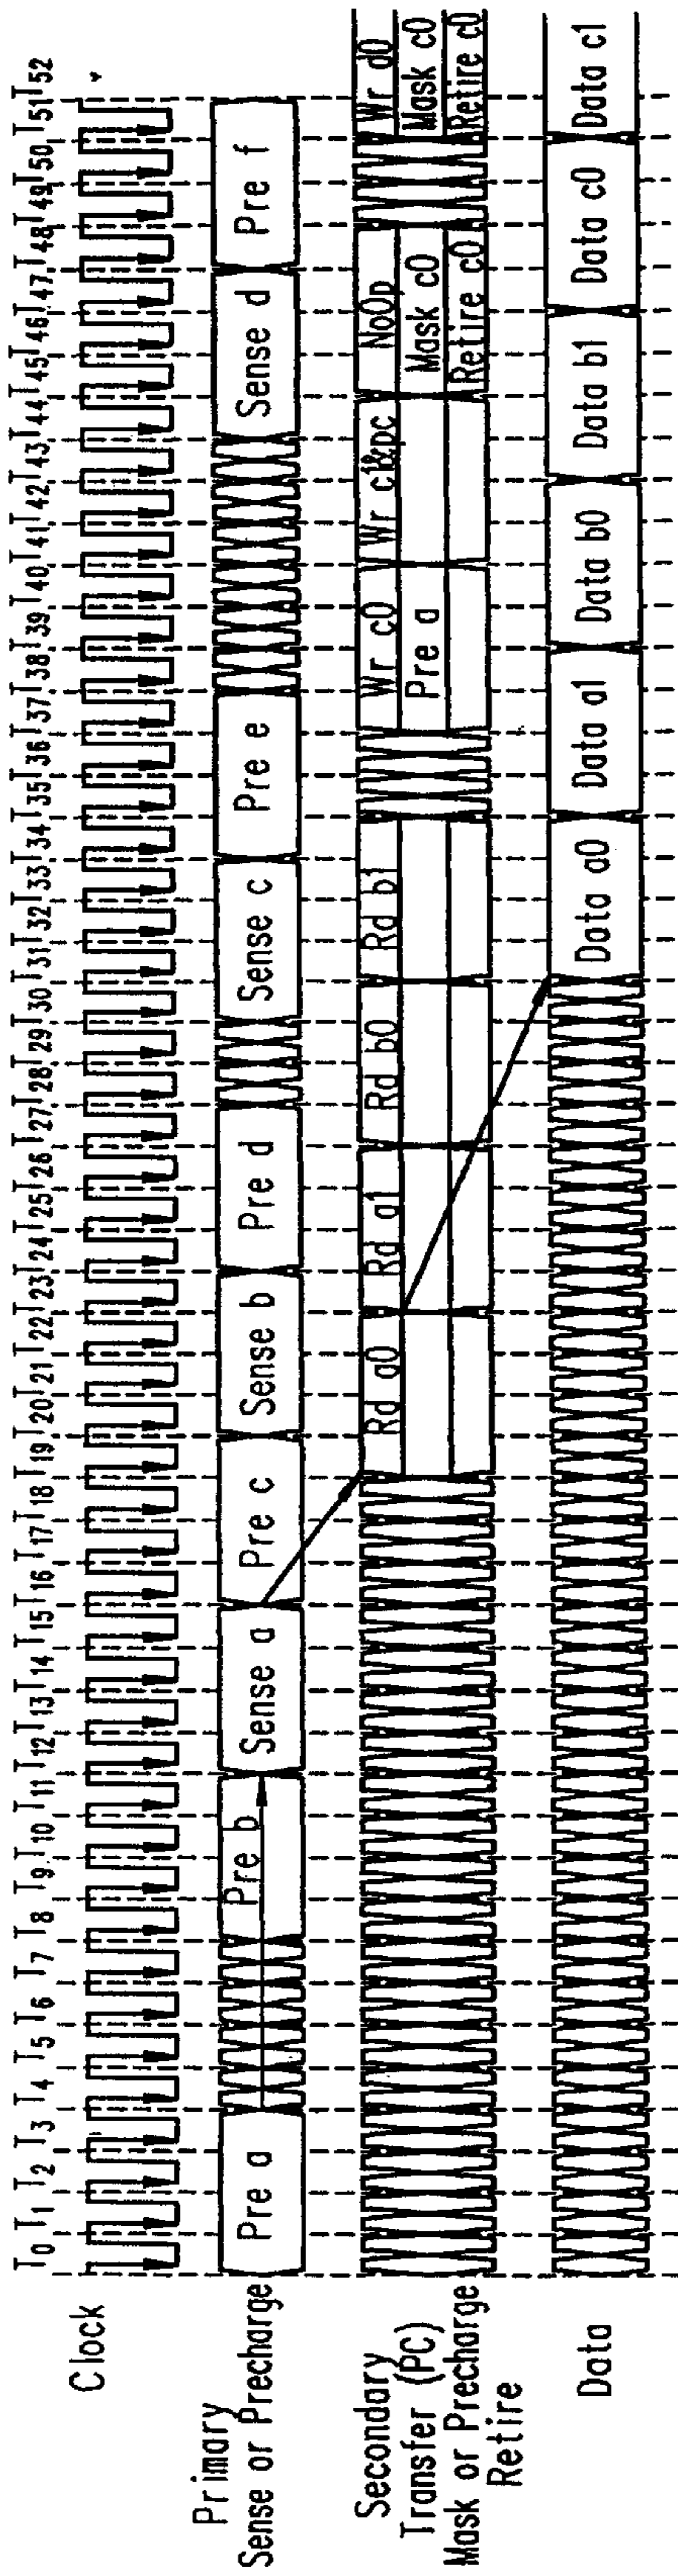 T0 T1 T2 T3 T4 T5 T6 T7 T8 T9 T10 T11 T12 T13 T14 T15 T16 T17 T18 T19 T20 T21 T22 T23 T24 T25 T26 T27 T28 T29 T30 T31 T32 T33 T34 T35 T36 T37 T38 T39 T40 T41 T42 T43 T44 T45 T46 T47 T48 T49 T50 T51 T52
Clock
Primary
Sense or Precharge
Pre a Pre b Sense a Pre c Sense b Pre d Sense c Pre e Sense d Pre f
Secondary
Transfer (PC)
Mask or Precharge
Retire
Rd a0 Rd a1 Rd b0 Rd b1 Wr c0 Wr c1&pc NoOp Wr d0
Pre a Mask c0 Mask c0
Retire c0 Retire c0
Data
Data a0 Data a1 Data b0 Data b1 Data c0 Data c1